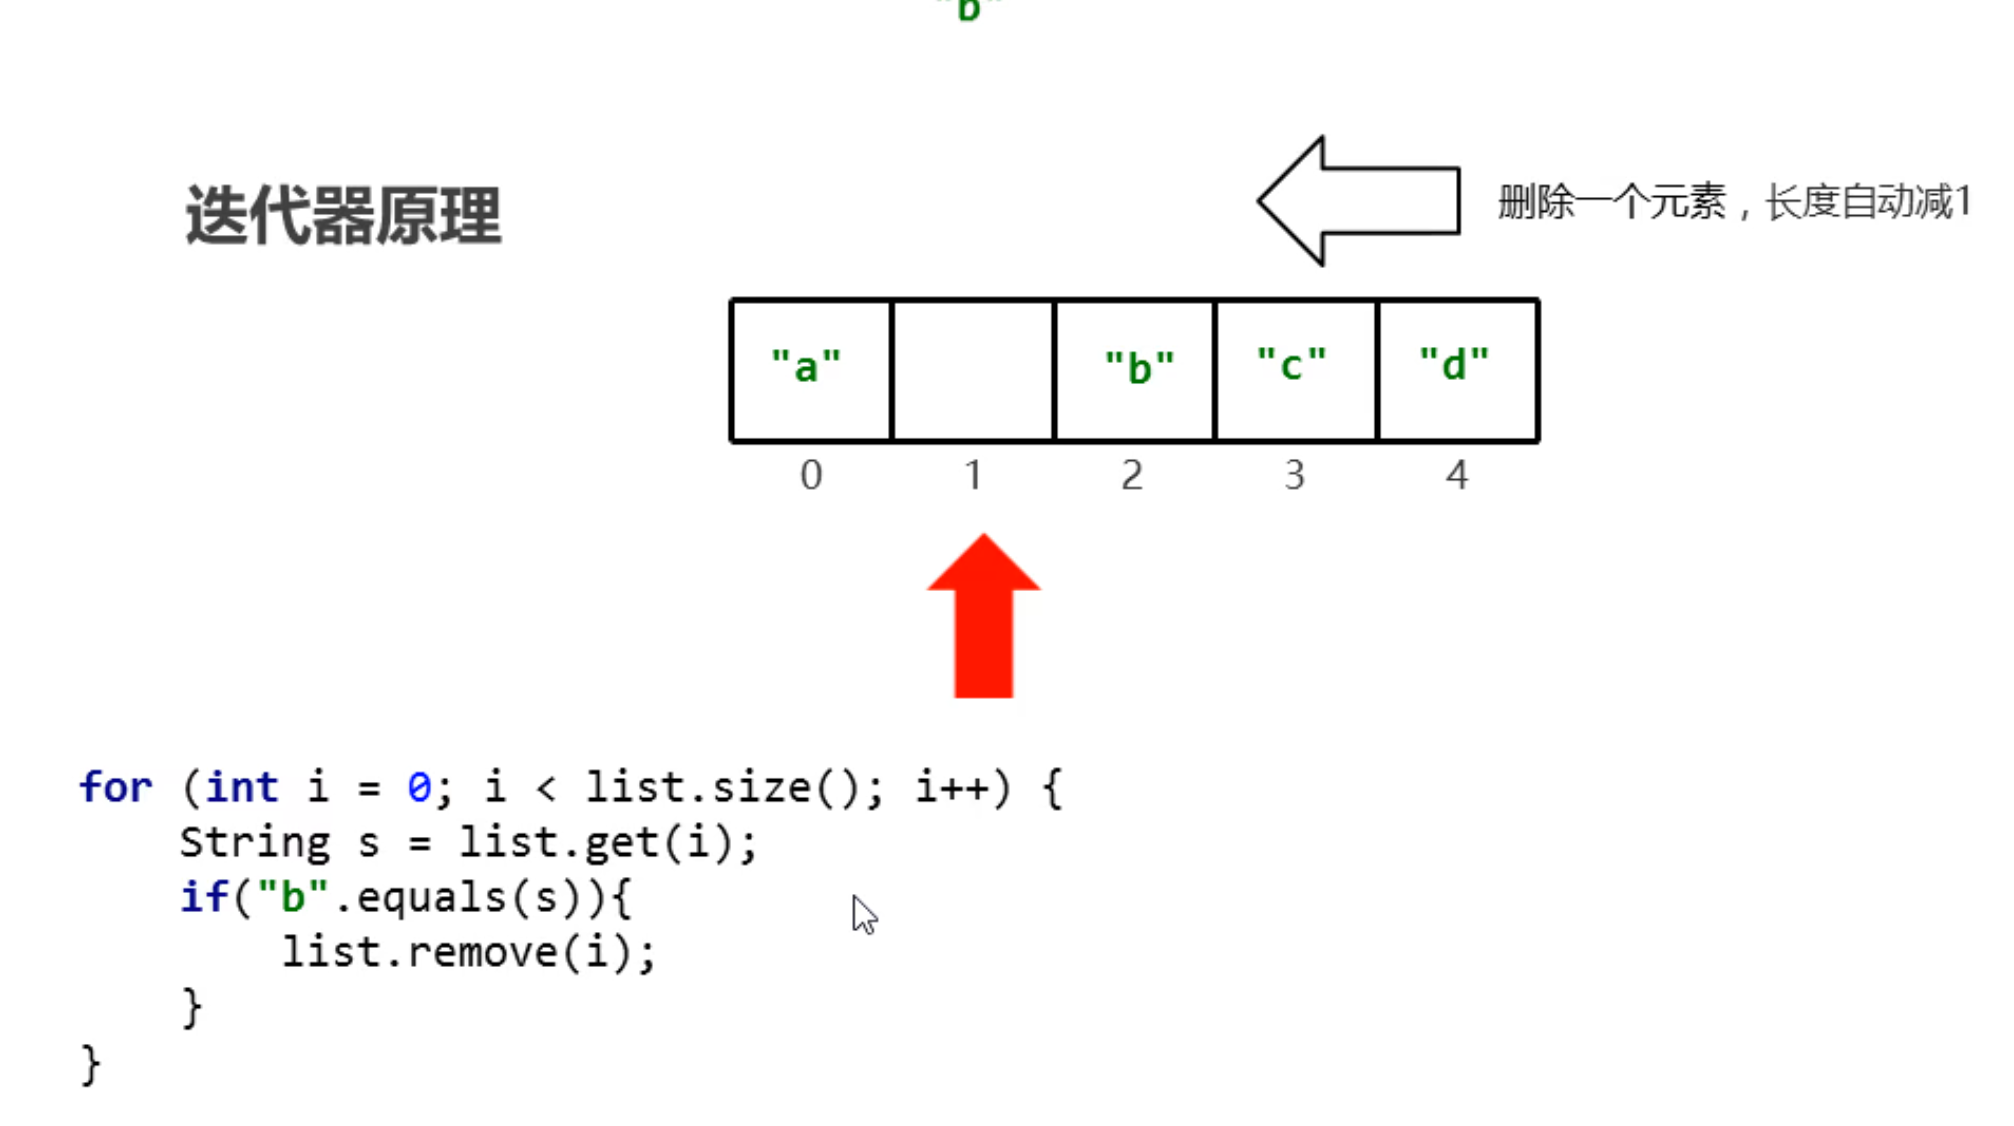 "b"
迭代器原理
删除一个元素，长度自动减1
"a" "b" "c" "d"
0 1 2 3 4
for (int i = 0; i < list.size(); i++) {
    String s = list.get(i);
    if("b".equals(s)){
        list.remove(i);
    }
}